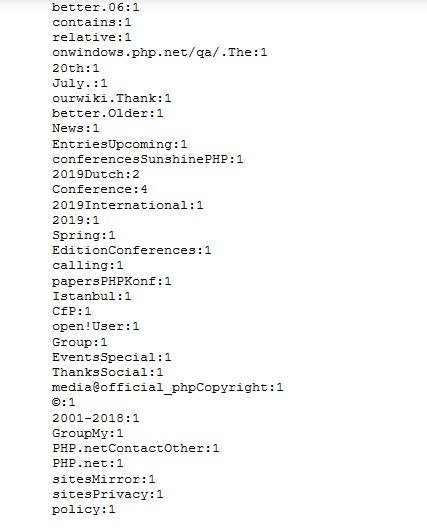 better.06:1
contains:1
relative:1
onwindows.php.net/qa/.The:1
20th:1
July.:1
ourwiki.Thank:1
better.Older:1
News:1
EntriesUpcoming:1
conferencesSunshinePHP:1
2019Dutch:2
Conference:4
2019International:1
2019:1
Spring:1
EditionConferences:1
calling:1
papersPHPKonf:1
Istanbul:1
CfP:1
open!User:1
Group:1
EventsSpecial:1
ThanksSocial:1
media@official_phpCopyright:1
©:1
2001-2018:1
GroupMy:1
PHP.netContactOther:1
PHP.net:1
sitesMirror:1
sitesPrivacy:1
policy:1